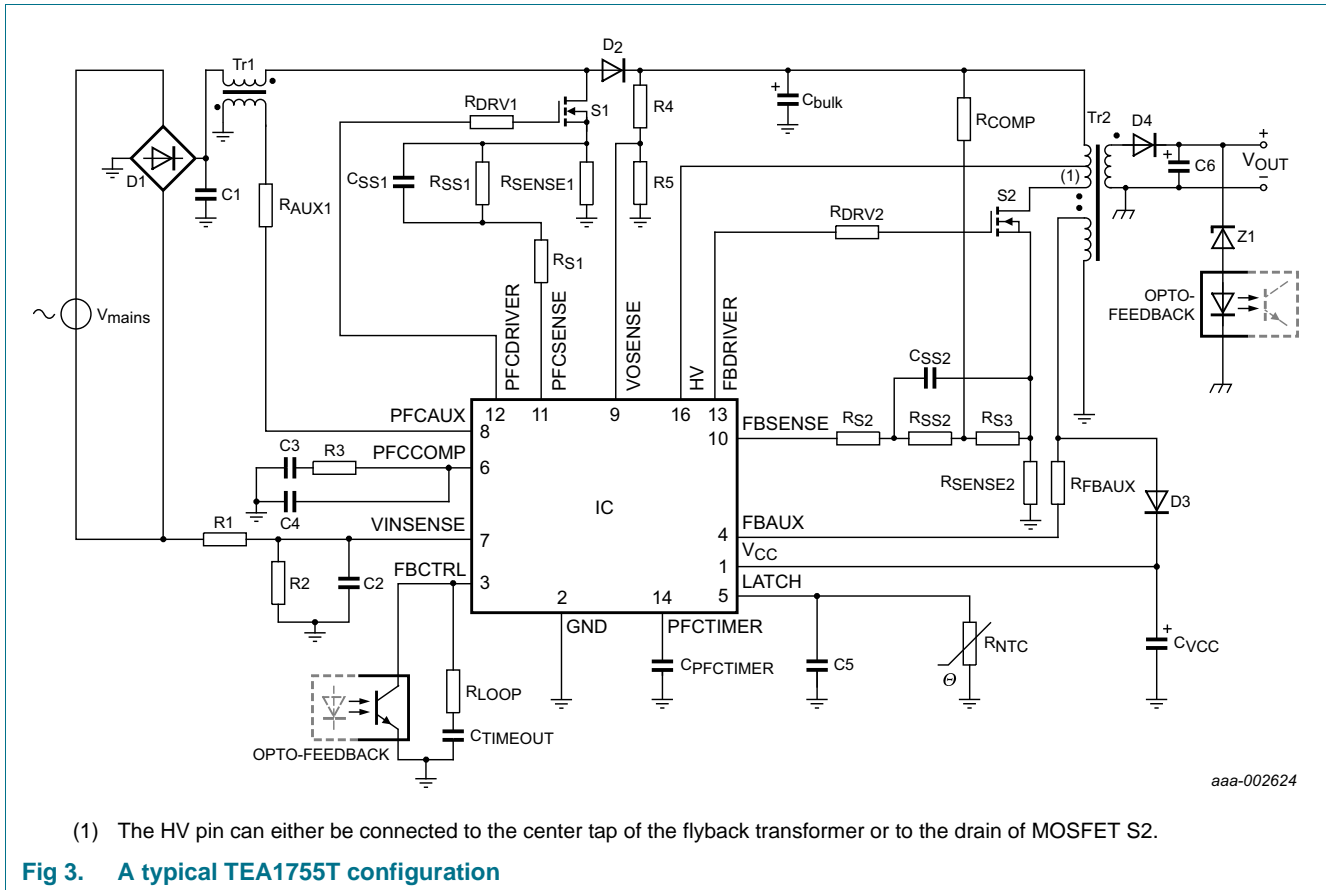 Tr1
D2
RDRV1
S1
R4
Cbulk
RCOMP
Tr2
D4
+
VOUT
−
C6
(1)
D1
C1
RAUX1
CSS1
RSS1
RSENSE1
R5
S2
RDRV2
Z1
RS1
OPTO-
FEEDBACK
Vmains
PFCDRIVER
PFCSENSE
VOSENSE
HV
FBDRIVER
CSS2
12
11
9
16
13
PFCAUX
8
FBSENSE
10
RS2
RSS2
RS3
C3
R3
PFCCOMP
6
C4
IC
RSENSE2
RFBAUX
D3
R1
VINSENSE
7
FBAUX
4
VCC
1
R2
C2
FBCTRL
3
2
14
LATCH
5
GND
PFCTIMER
CPFCTIMER
C5
RNTC
Θ
+
CVCC
RLOOP
CTIMEOUT
OPTO-FEEDBACK
aaa-002624
(1) The HV pin can either be connected to the center tap of the flyback transformer or to the drain of MOSFET S2.
Fig 3. A typical TEA1755T configuration